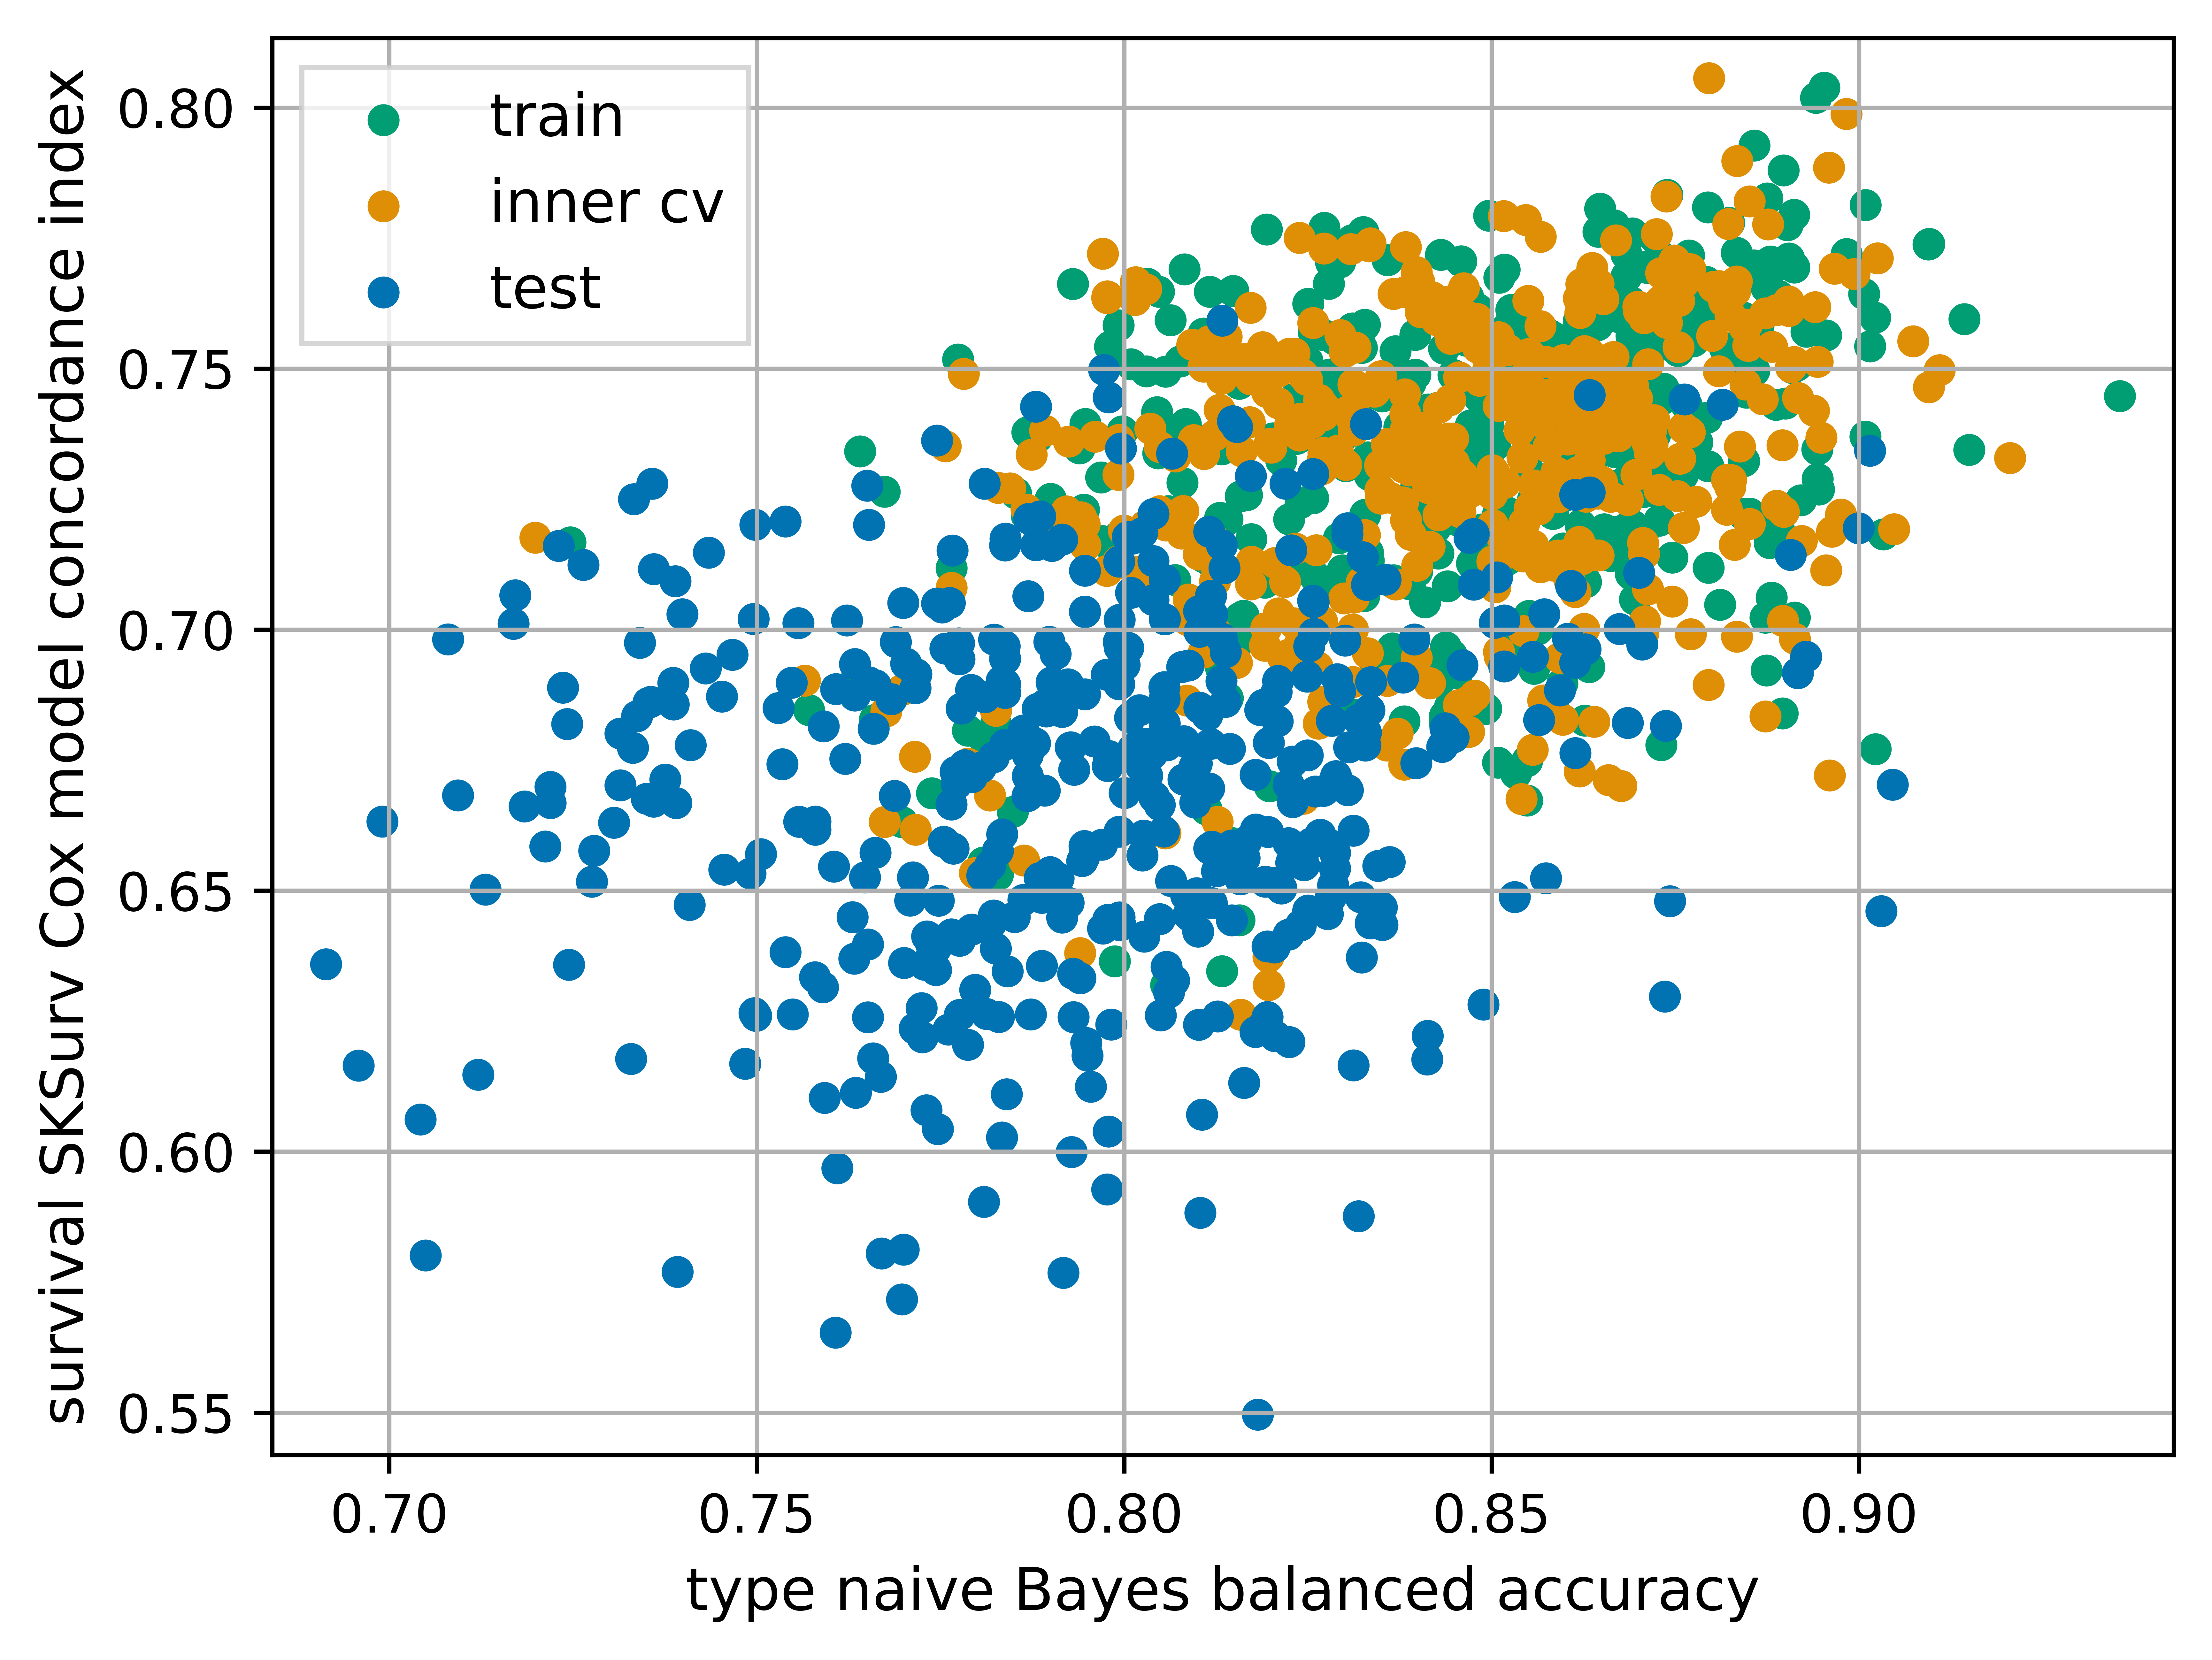 train
inner cv
test
survival SKSurv Cox model concordance index
0.80
0.75
0.70
0.65
0.60
0.55
0.70 0.75 0.80 0.85 0.90
type naive Bayes balanced accuracy